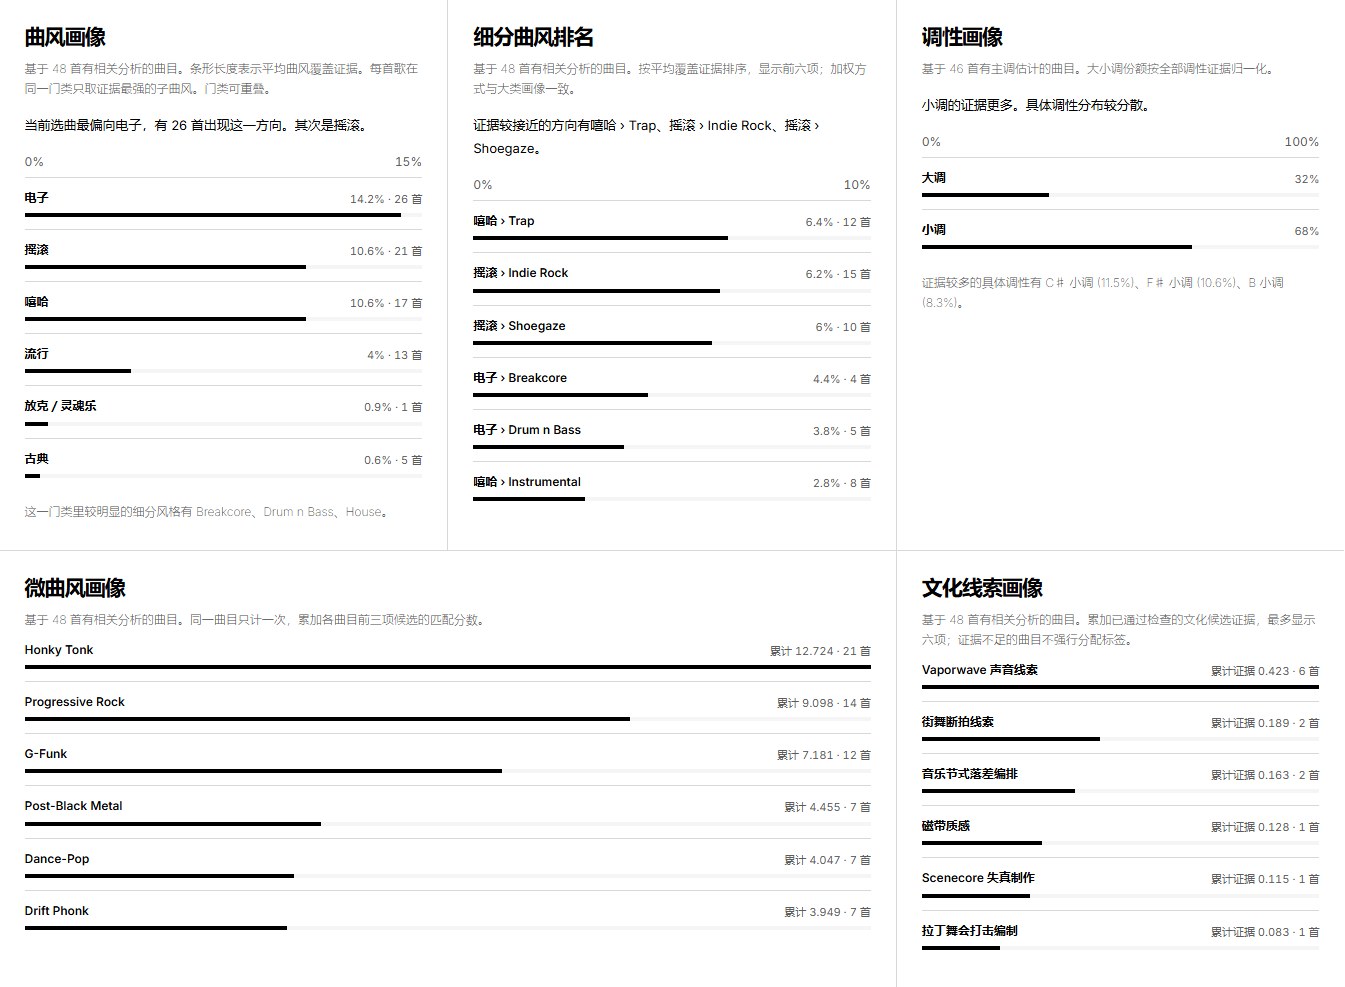 曲风画像
基于 48 首有相关分析的曲目。条形长度表示平均曲风覆盖证据。每首歌在
同一门类只取证据最强的子曲风。门类可重叠。
当前选曲最偏向电子，有 26 首出现这一方向。其次是摇滚。
0% 15%
电子 14.2% · 26 首
摇滚 10.6% · 21 首
嘻哈 10.6% · 17 首
流行 4% · 13 首
放克 / 灵魂乐 0.9% · 1 首
古典 0.6% · 5 首
这一门类里较明显的细分风格有 Breakcore、Drum n Bass、House。
细分曲风排名
基于 48 首有相关分析的曲目。按平均覆盖证据排序，显示前六项；加权方
式与大类画像一致。
证据较接近的方向有嘻哈 › Trap、摇滚 › Indie Rock、摇滚 ›
Shoegaze。
0% 10%
嘻哈 › Trap 6.4% · 12 首
摇滚 › Indie Rock 6.2% · 15 首
摇滚 › Shoegaze 6% · 10 首
电子 › Breakcore 4.4% · 4 首
电子 › Drum n Bass 3.8% · 5 首
嘻哈 › Instrumental 2.8% · 8 首
调性画像
基于 46 首有主调估计的曲目。大小调份额按全部调性证据归一化。
小调的证据更多。具体调性分布较分散。
0% 100%
大调 32%
小调 68%
证据较多的具体调性有 C♯ 小调 (11.5%)、F♯ 小调 (10.6%)、B 小调
(8.3%)。
微曲风画像
基于 48 首有相关分析的曲目。同一曲目只计一次，累加各曲目前三项候选的匹配分数。
Honky Tonk 累计 12.724 · 21 首
Progressive Rock 累计 9.098 · 14 首
G-Funk 累计 7.181 · 12 首
Post-Black Metal 累计 4.455 · 7 首
Dance-Pop 累计 4.047 · 7 首
Drift Phonk 累计 3.949 · 7 首
文化线索画像
基于 48 首有相关分析的曲目。累加已通过检查的文化候选证据，最多显示
六项；证据不足的曲目不强行分配标签。
Vaporwave 声音线索 累计证据 0.423 · 6 首
街舞断拍线索 累计证据 0.189 · 2 首
音乐节式落差编排 累计证据 0.163 · 2 首
磁带质感 累计证据 0.128 · 1 首
Scenecore 失真制作 累计证据 0.115 · 1 首
拉丁舞会打击编制 累计证据 0.083 · 1 首